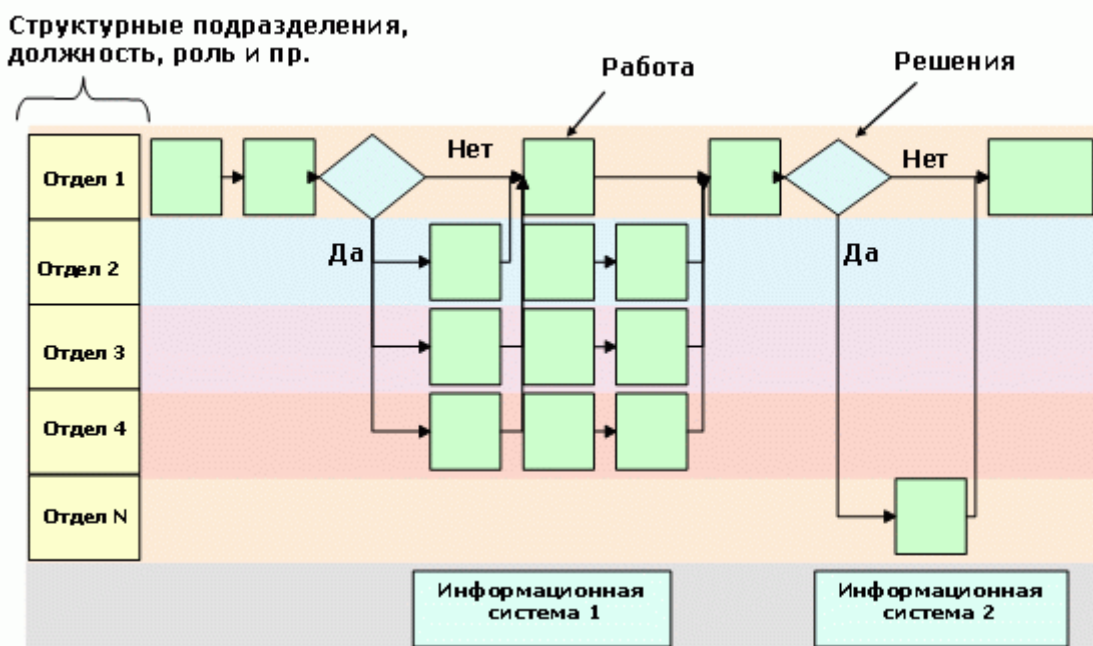 Структурные подразделения,
должность, роль и пр.
Работа
Решения
Отдел 1
Нет
Нет
Отдел 2
Да
Да
Отдел 3
Отдел 4
Отдел N
Информационная
система 1
Информационная
система 2